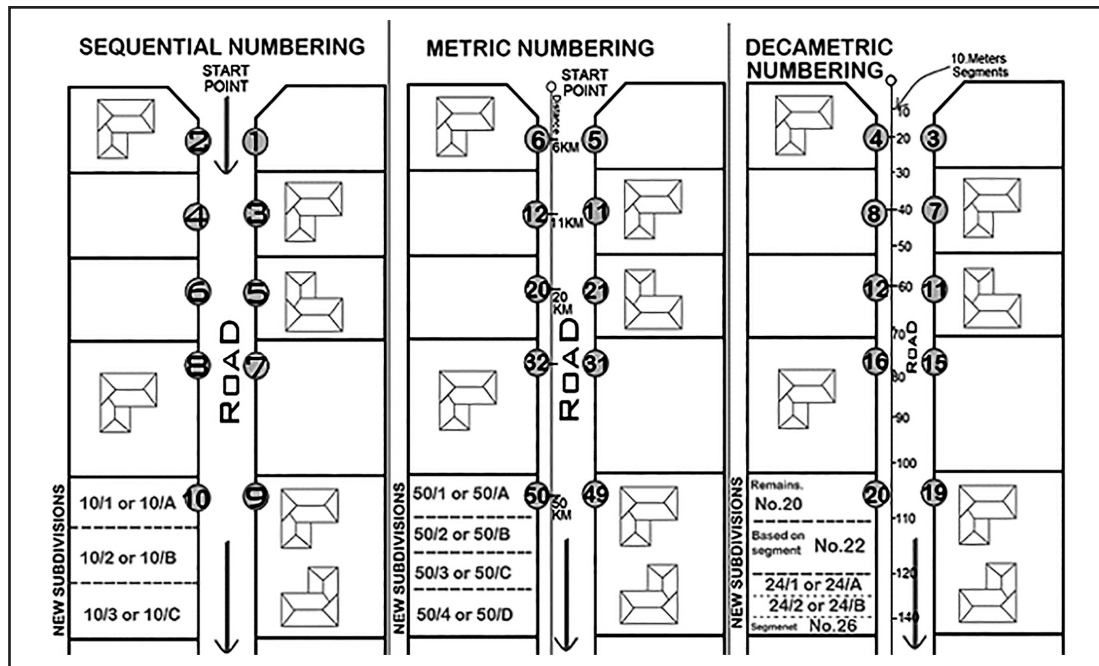 SEQUENTIAL NUMBERING
START
POINT
2
1
4
3
6
5
8
7
ROAD
10
9
NEW SUBDIVISIONS
10/1 or 10/A
10/2 or 10/B
10/3 or 10/C
METRIC NUMBERING
START
POINT
Distance
6
6KM
5
12
11KM
11
20
20
KM
21
32
31
ROAD
50
50
KM
49
NEW SUBDIVISIONS
50/1 or 50/A
50/2 or 50/B
50/3 or 50/C
50/4 or 50/D
DECAMETRIC
NUMBERING
10.Meters
Segments
10
4
20
3
30
8
40
7
50
12
60
11
70
ROAD
16
80
15
90
100
20
19
110
120
140
NEW SUBDIVISIONS
Remains.
No.20
Based on
segment No.22
24/1 or 24/A
24/2 or 24/B
Segmenet No.26